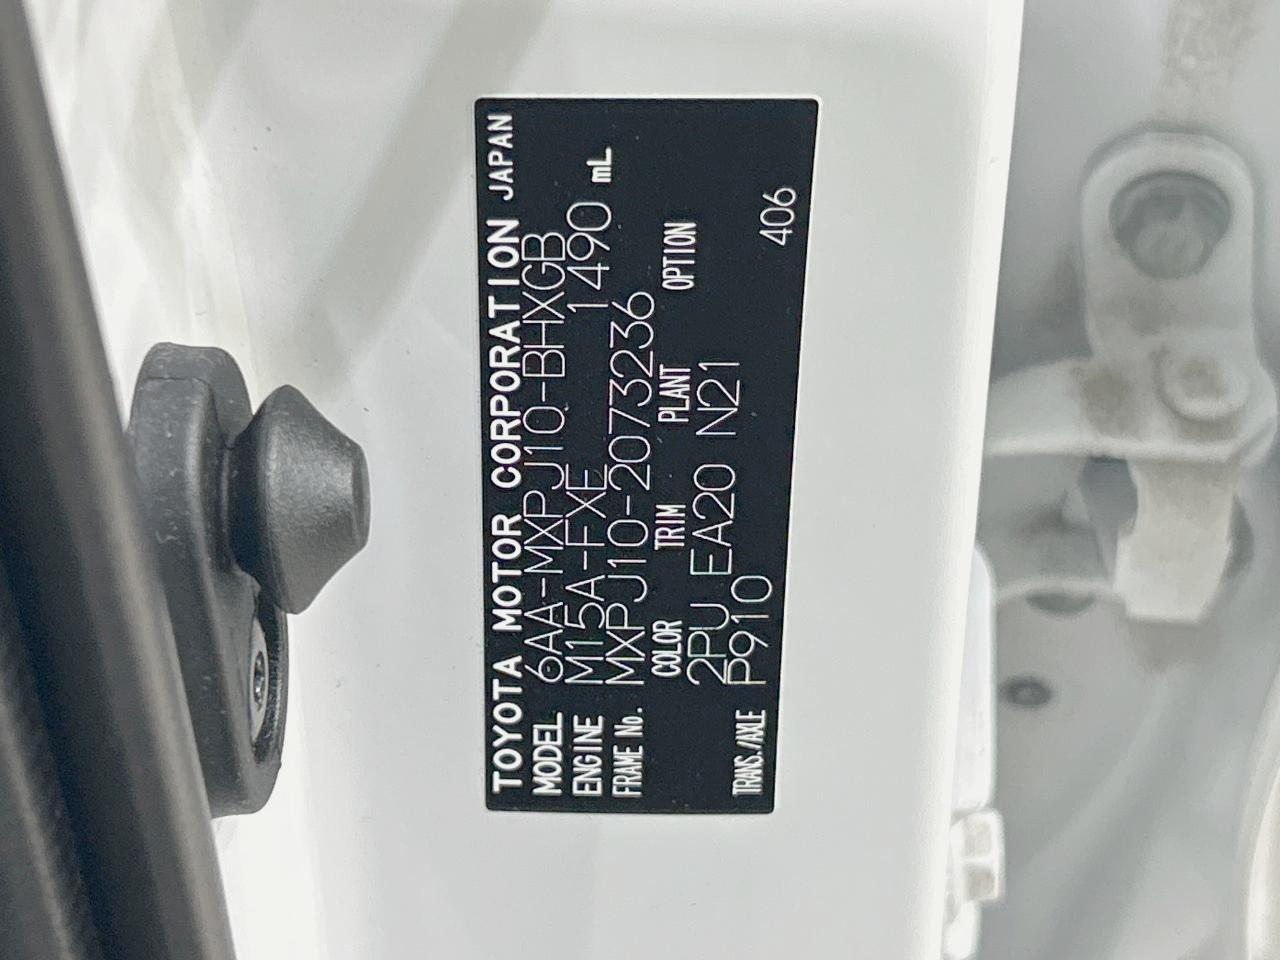 TOYOTA MOTOR CORPORATION JAPAN
MODEL 6AA-MXPJ10-BHXGB
ENGINE M15A-FXE 1490 mL
FRAME No. MXPJ10-2073236
COLOR TRIM PLANT OPTION
2PU EA20 N21
TRANS./AXLE P910 406